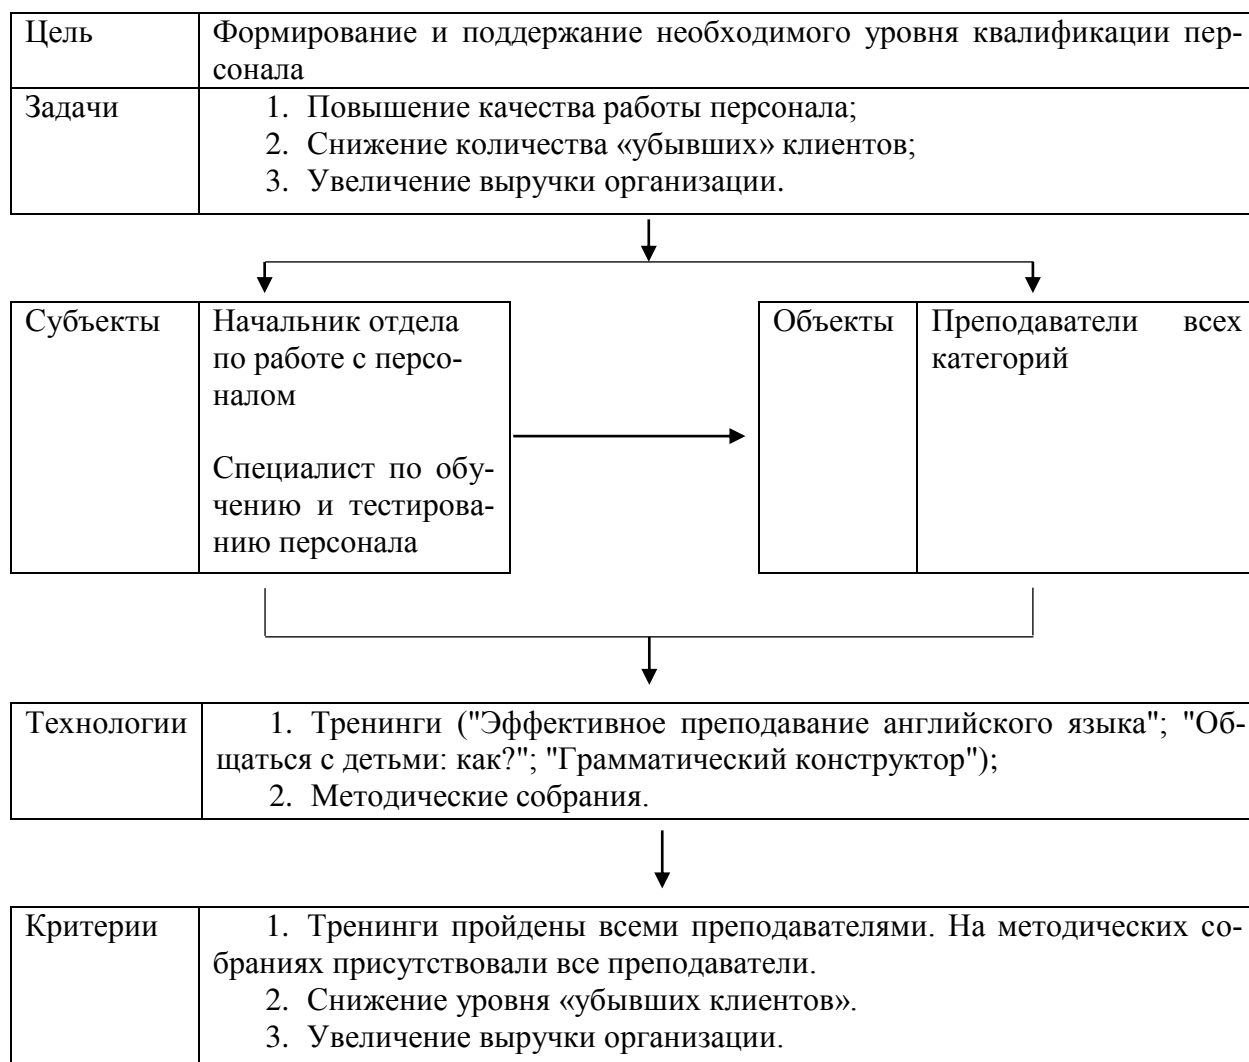 Цель
Формирование и поддержание необходимого уровня квалификации пер-
сонала
Задачи
1. Повышение качества работы персонала;
2. Снижение количества «убывших» клиентов;
3. Увеличение выручки организации.
Субъекты
Начальник отдела
по работе с персо-
налом
Специалист по обу-
чению и тестирова-
нию персонала
Объекты
Преподаватели всех
категорий
Технологии
1. Тренинги ("Эффективное преподавание английского языка"; "Об-
щаться с детьми: как?"; "Грамматический конструктор");
2. Методические собрания.
Критерии
1. Тренинги пройдены всеми преподавателями. На методических со-
браниях присутствовали все преподаватели.
2. Снижение уровня «убывших клиентов».
3. Увеличение выручки организации.